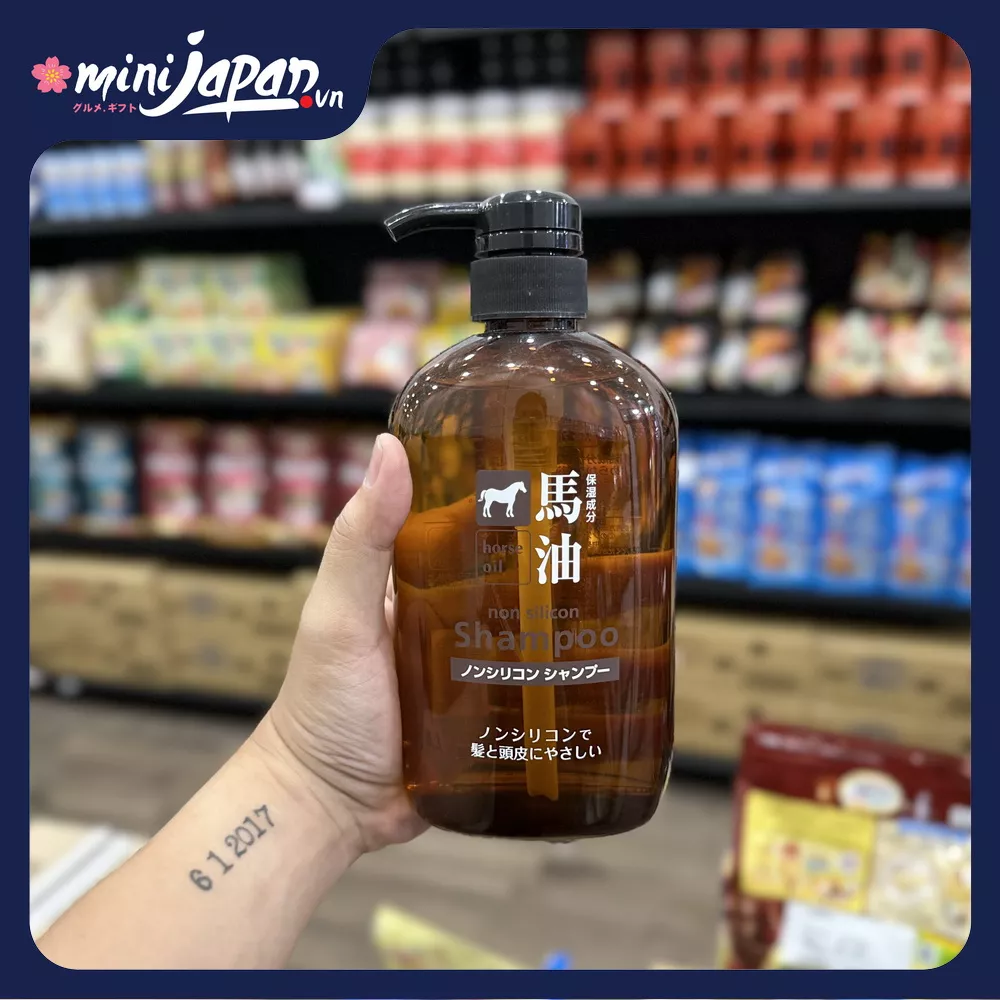 mini JAPAN.vn
グルメ.ギフト
馬油
保湿成分
horse
oil
non silicon
Shampoo
ノンシリコン シャンプー
ノンシリコンで
髪と頭皮にやさしい
6 1 2017